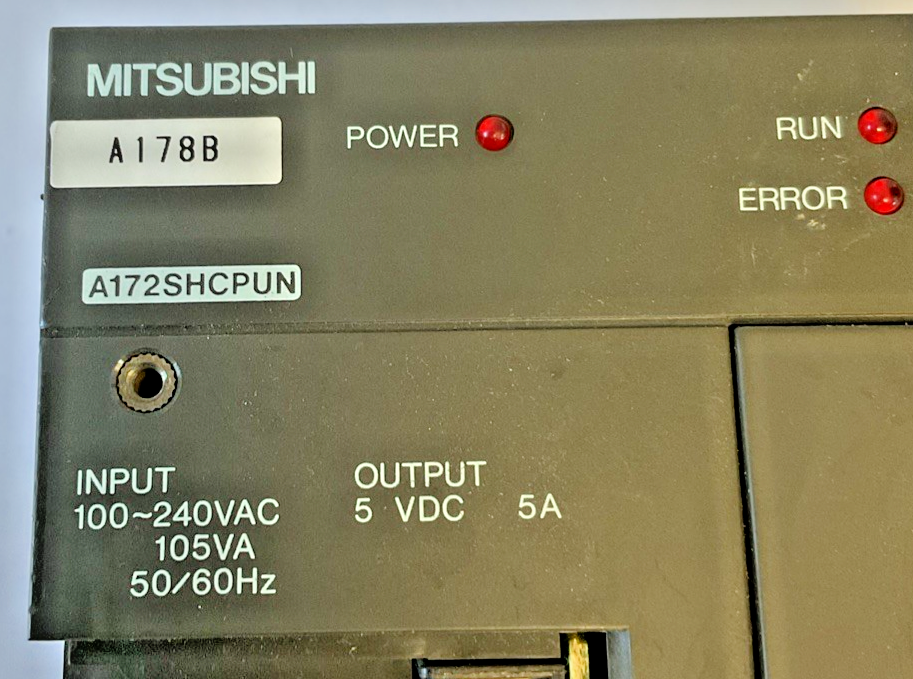 MITSUBISHI
A178B
POWER
RUN
ERROR
A172SHCPUN
INPUT
100~240VAC
105VA
50/60Hz
OUTPUT
5 VDC 5A